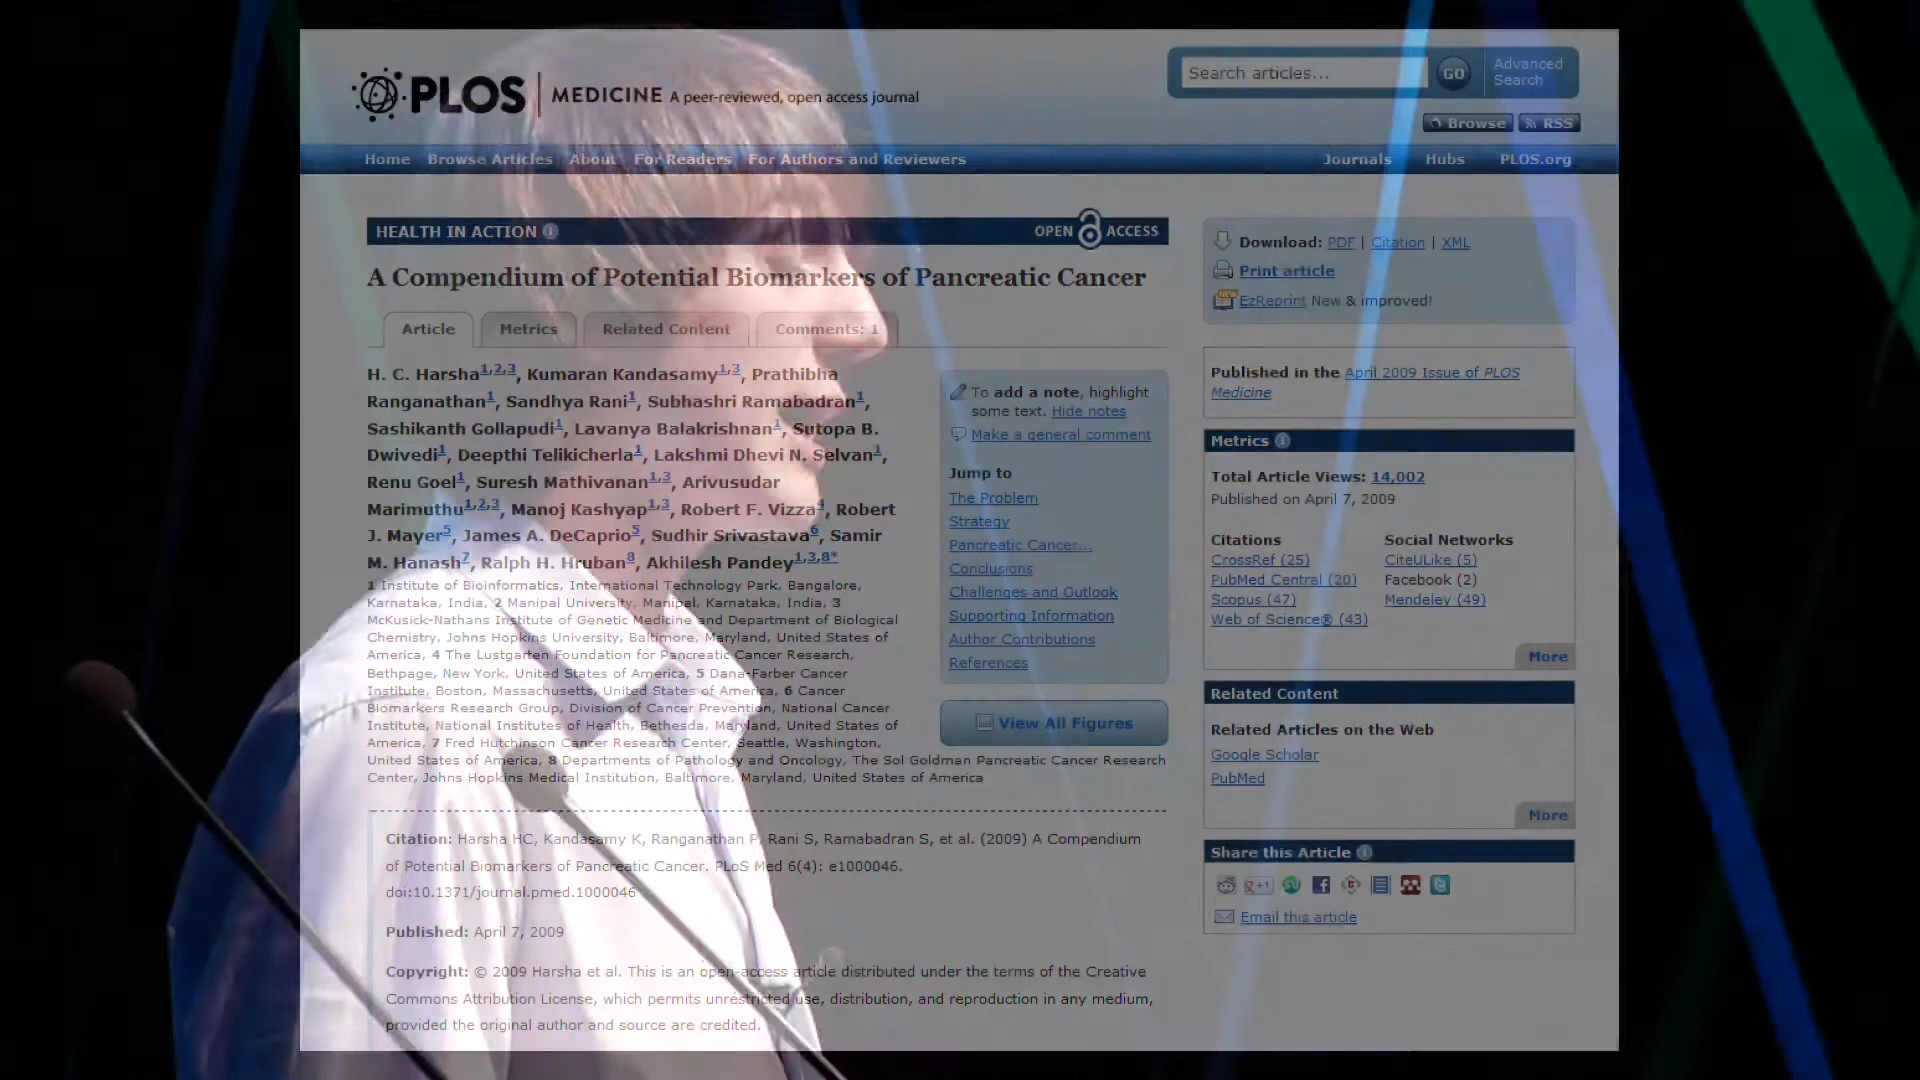 PLOS MEDICINE A peer-reviewed, open access journal
Search articles...
GO
Advanced
Search
Browse
RSS
Home Browse Articles About For Readers For Authors and Reviewers
Journals Hubs PLOS.org
HEALTH IN ACTION
OPEN ACCESS
A Compendium of Potential Biomarkers of Pancreatic Cancer
Article Metrics Related Content Comments: 1
H. C. Harsha1,2,3, Kumaran Kandasamy1,3, Prathibha
Ranganathan1, Sandhya Rani1, Subhashri Ramabadran1,
Sashikanth Gollapudi1, Lavanya Balakrishnan1, Sutopa B.
Dwivedi1, Deepthi Telikicherla1, Lakshmi Dhevi N. Selvan1,
Renu Goel1, Suresh Mathivanan1,3, Arivusudar
Marimuthu1,2,3, Manoj Kashyap1,3, Robert F. Vizza4, Robert
J. Mayer5, James A. DeCaprio5, Sudhir Srivastava6, Samir
M. Hanash7, Ralph H. Hruban8, Akhilesh Pandey1,3,8*
1 Institute of Bioinformatics, International Technology Park, Bangalore,
Karnataka, India, 2 Manipal University, Manipal, Karnataka, India, 3
McKusick-Nathans Institute of Genetic Medicine and Department of Biological
Chemistry, Johns Hopkins University, Baltimore, Maryland, United States of
America, 4 The Lustgarten Foundation for Pancreatic Cancer Research,
Bethpage, New York, United States of America, 5 Dana-Farber Cancer
Institute, Boston, Massachusetts, United States of America, 6 Cancer
Biomarkers Research Group, Division of Cancer Prevention, National Cancer
Institute, National Institutes of Health, Bethesda, Maryland, United States of
America, 7 Fred Hutchinson Cancer Research Center, Seattle, Washington,
United States of America, 8 Departments of Pathology and Oncology, The Sol Goldman Pancreatic Cancer Research
Center, Johns Hopkins Medical Institution, Baltimore, Maryland, United States of America
To add a note, highlight
some text. Hide notes
Make a general comment
Jump to
The Problem
Strategy
Pancreatic Cancer...
Conclusions
Challenges and Outlook
Supporting Information
Author Contributions
References
View All Figures
Citation: Harsha HC, Kandasamy K, Ranganathan P, Rani S, Ramabadran S, et al. (2009) A Compendium
of Potential Biomarkers of Pancreatic Cancer. PLoS Med 6(4): e1000046.
doi:10.1371/journal.pmed.1000046
Published: April 7, 2009
Copyright: © 2009 Harsha et al. This is an open-access article distributed under the terms of the Creative
Commons Attribution License, which permits unrestricted use, distribution, and reproduction in any medium,
provided the original author and source are credited.
Download: PDF | Citation | XML
Print article
NEW
EzReprint New & improved!
Published in the April 2009 Issue of PLOS
Medicine
Metrics
Total Article Views: 14,002
Published on April 7, 2009
Citations
CrossRef (25)
PubMed Central (20)
Scopus (47)
Web of Science® (43)
Social Networks
CiteULike (5)
Facebook (2)
Mendeley (49)
More
Related Content
Related Articles on the Web
Google Scholar
PubMed
More
Share this Article
g+1
Email this article